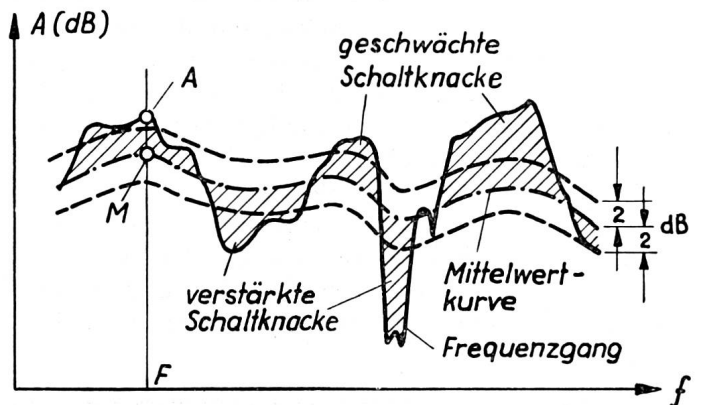 A (dB)
geschwächte
Schaltknacke
A
M
2
dB
2
verstärkte
Schaltknacke
Mittelwert-
kurve
Frequenzgang
F
f